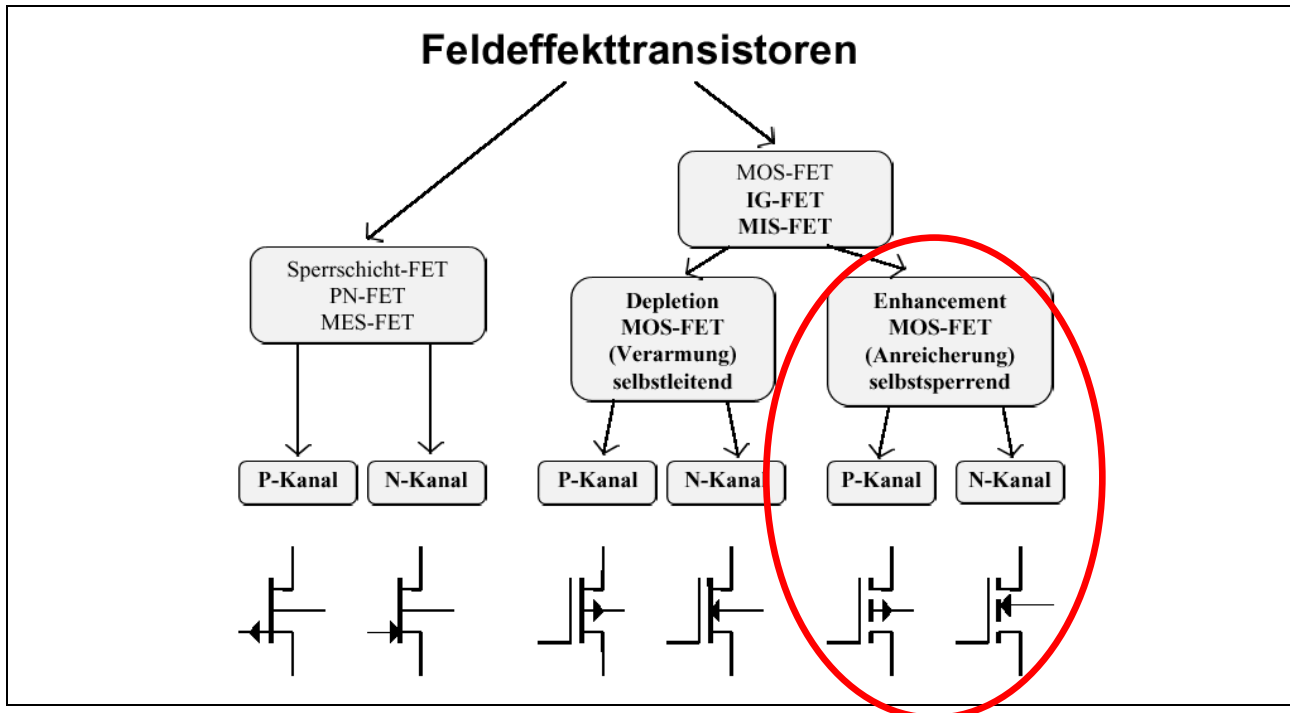 Feldeffekttransistoren
MOS-FET
IG-FET
MIS-FET
Sperrschicht-FET
PN-FET
MES-FET
Depletion
MOS-FET
(Verarmung)
selbstleitend
Enhancement
MOS-FET
(Anreicherung)
selbstsperrend
P-Kanal
N-Kanal
P-Kanal
N-Kanal
P-Kanal
N-Kanal